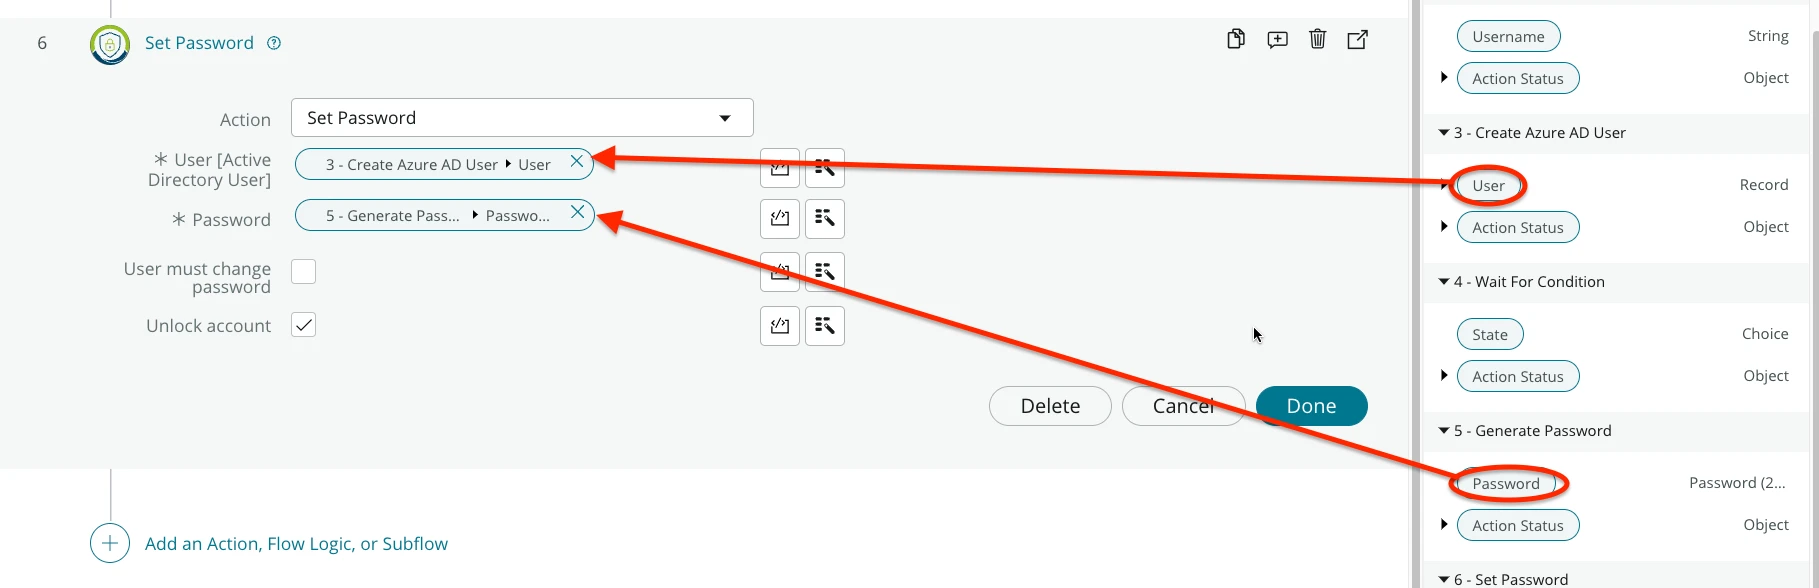 6
Set Password
Action
Set Password
* User [Active
Directory User]
3 - Create Azure AD User ▸ User
* Password
5 - Generate Pass... ▸ Passwo...
User must change
password
Unlock account
Delete
Cancel
Done
Add an Action, Flow Logic, or Subflow
Username String
Action Status Object
3 - Create Azure AD User
User Record
Action Status Object
4 - Wait For Condition
State Choice
Action Status Object
5 - Generate Password
Password Password (2...
Action Status Object
6 - Set Password